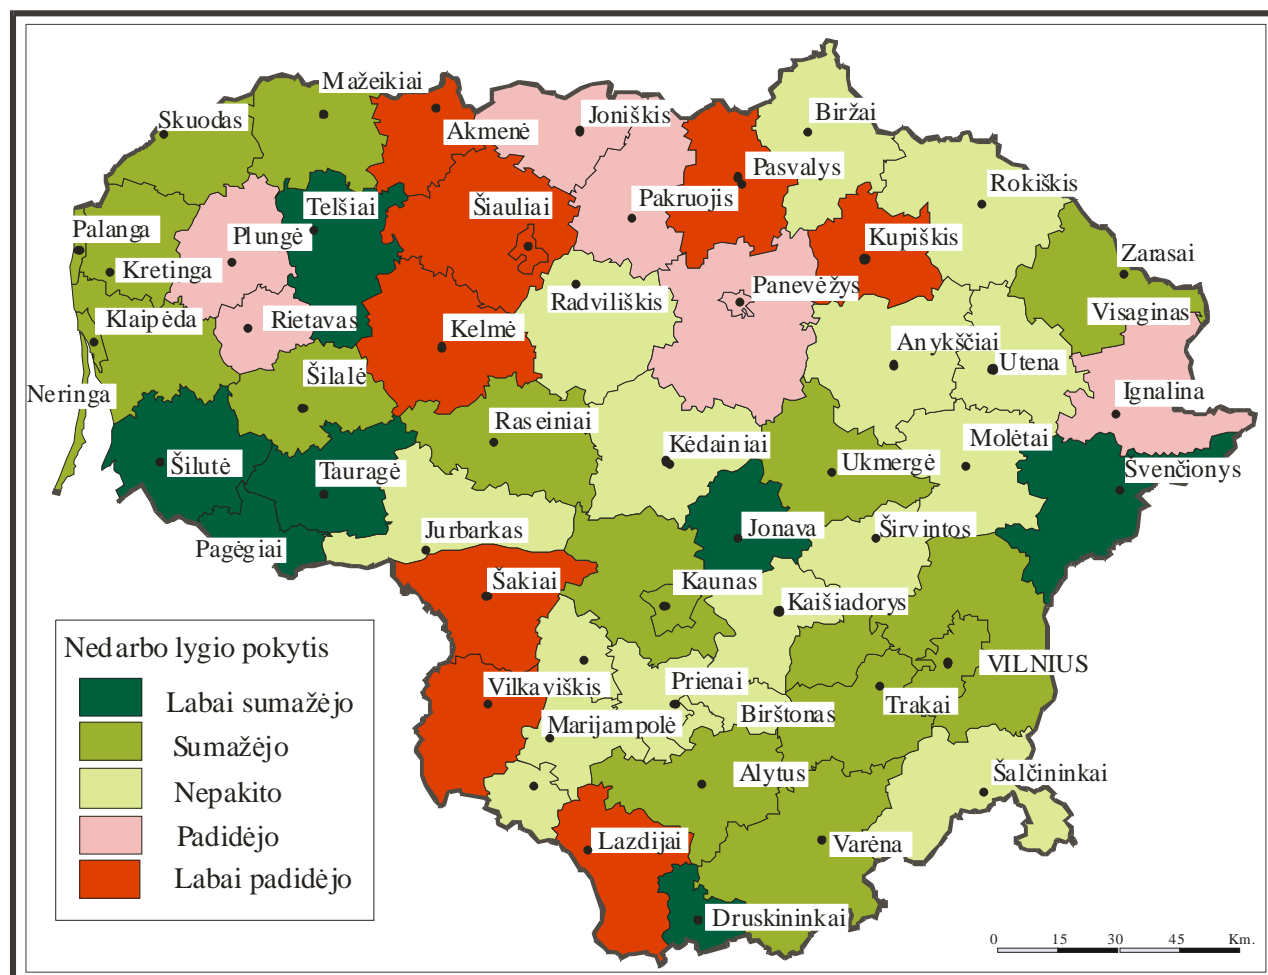 Mažeikiai
Skuodas
Akmenė
Joniškis
Biržai
Pasvalys
Rokiškis
Telšiai
Šiauliai
Pakruojis
Palanga
Plungė
Kupiškis
Kretinga
Zarasai
Radviliškis
Panevėžys
Klaipėda
Rietavas
Visaginas
Kelmė
Anykščiai
Utena
Šilalė
Neringa
Ignalina
Raseiniai
Kėdainiai
Molėtai
Ukmergė
Šilutė
Tauragė
Švenčionys
Jurbarkas
Jonava
Širvintos
Pagėgiai
Šakiai
Kaunas
Kaišiadorys
Nedarbo lygio pokytis
VILNIUS
Vilkaviškis
Prienai
Labai sumažėjo
Trakai
Birštonas
Marijampolė
Sumažėjo
Alytus
Šalčininkai
Nepakito
Padidėjo
Lazdijai
Varėna
Labai padidėjo
Druskininkai
0 15 30 45 Km.